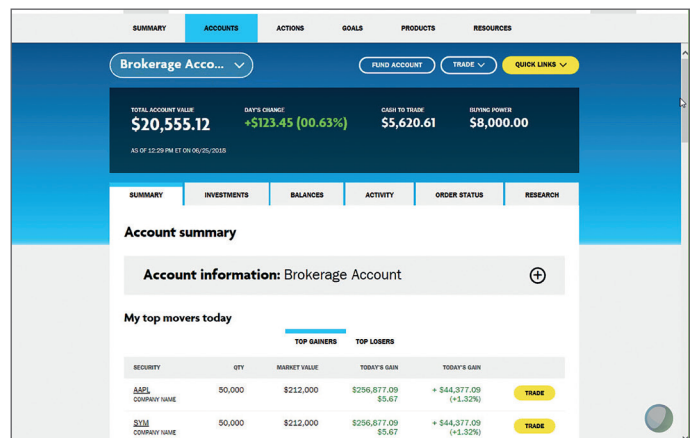 SUMMARY ACCOUNTS ACTIONS GOALS PRODUCTS RESOURCES
Brokerage Acco... FUND ACCOUNT TRADE QUICK LINKS
TOTAL ACCOUNT VALUE DAY'S CHANGE CASH TO TRADE BUYING POWER
$20,555.12 +$123.45 (00.63%) $5,620.61 $8,000.00
AS OF 12:29 PM ET ON 06/25/2018
SUMMARY INVESTMENTS BALANCES ACTIVITY ORDER STATUS RESEARCH
Account summary
Account information: Brokerage Account
My top movers today
TOP GAINERS TOP LOSERS
SECURITY QTY MARKET VALUE TODAY'S GAIN TODAY'S GAIN
AAPL 50,000 $212,000 $256,877.09 + $44,377.09 TRADE
COMPANY NAME $5.67 (+1.32%)
SYM 50,000 $212,000 $256,877.09 + $44,377.09 TRADE
COMPANY NAME $5.67 (+1.32%)